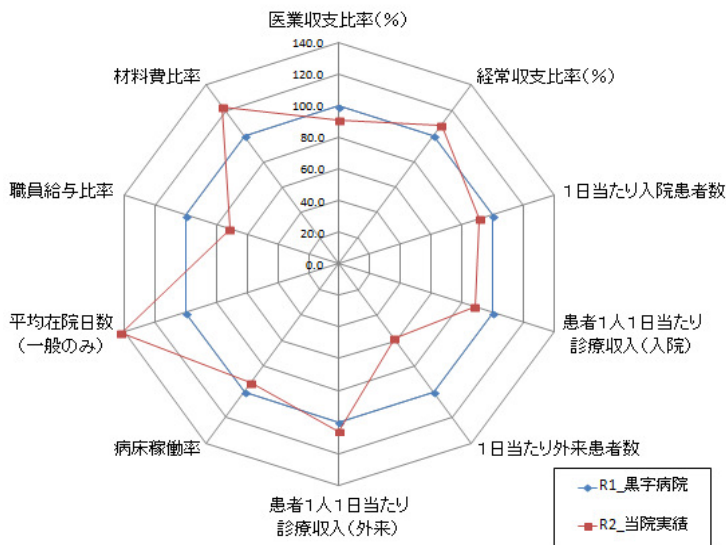 医業収支比率(%)
経常収支比率(%)
1日当たり入院患者数
患者1人1日当たり
診療収入(入院)
1日当たり外来患者数
患者1人1日当たり
診療収入(外来)
病床稼働率
平均在院日数
(一般のみ)
職員給与比率
材料費比率
140.0
120.0
100.0
80.0
60.0
40.0
20.0
0.0
R1_黒字病院
R2_当院実績